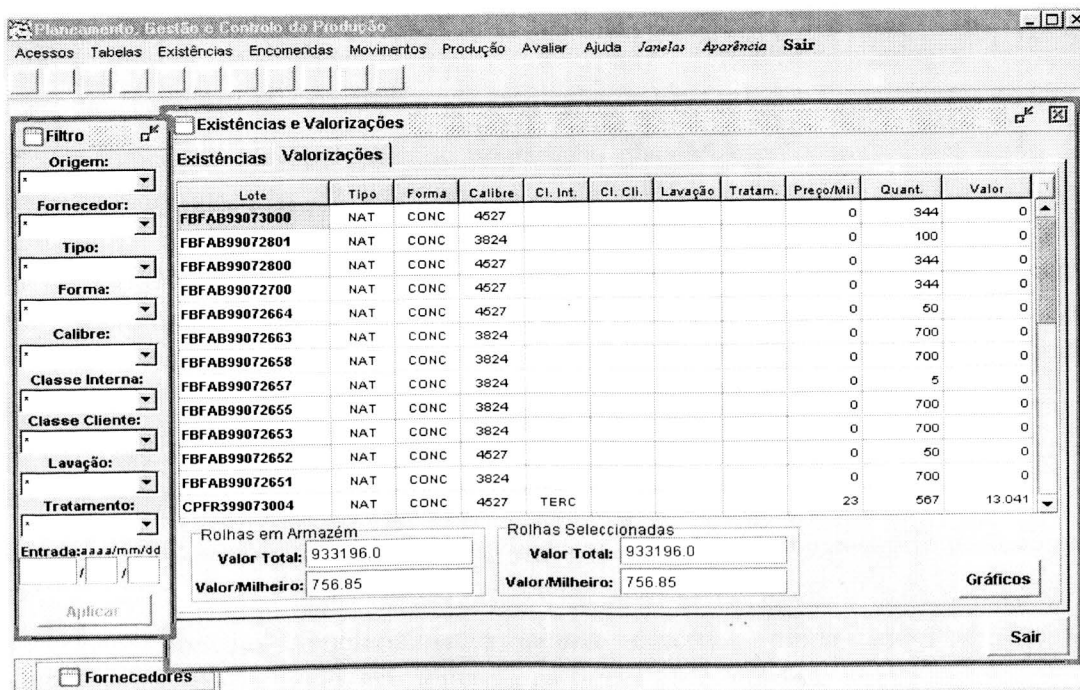 Planeamento, Gestão e Controlo da Produção
Acessos Tabelas Existências Encomendas Movimentos Produção Avaliar Ajuda Janelas Aparência Sair
Filtro
Origem:
*
Fornecedor:
*
Tipo:
*
Forma:
*
Calibre:
*
Classe Interna:
*
Classe Cliente:
*
Lavação:
*
Tratamento:
*
Entrada:aaaa/mm/dd
/ /
Aplicar
Existências e Valorizações
Existências Valorizações
Lote Tipo Forma Calibre Cl. Int. Cl. Cli. Lavação Tratam. Preço/Mil Quant. Valor
FBFAB99073000 NAT CONC 4527 0 344 0
FBFAB99072801 NAT CONC 3824 0 100 0
FBFAB99072800 NAT CONC 4527 0 344 0
FBFAB99072700 NAT CONC 4527 0 344 0
FBFAB99072664 NAT CONC 4527 0 50 0
FBFAB99072663 NAT CONC 3824 0 700 0
FBFAB99072658 NAT CONC 3824 0 700 0
FBFAB99072657 NAT CONC 3824 0 5 0
FBFAB99072655 NAT CONC 3824 0 700 0
FBFAB99072653 NAT CONC 3824 0 700 0
FBFAB99072652 NAT CONC 4527 0 50 0
FBFAB99072651 NAT CONC 3824 0 700 0
CPFR399073004 NAT CONC 4527 TERC 23 567 13.041
Rolhas em Armazém
Valor Total: 933196.0
Valor/Milheiro: 756.85
Rolhas Seleccionadas
Valor Total: 933196.0
Valor/Milheiro: 756.85
Gráficos
Sair
Fornecedores